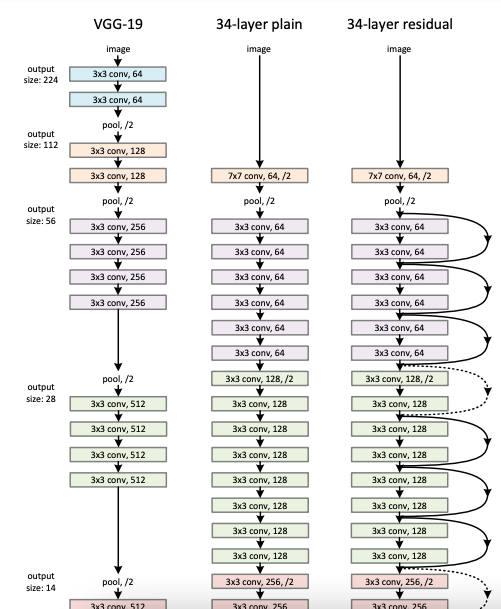 VGG-19
image
output
size: 224
3x3 conv, 64
3x3 conv, 64
pool, /2
output
size: 112
3x3 conv, 128
3x3 conv, 128
pool, /2
output
size: 56
3x3 conv, 256
3x3 conv, 256
3x3 conv, 256
3x3 conv, 256
pool, /2
output
size: 28
3x3 conv, 512
3x3 conv, 512
3x3 conv, 512
3x3 conv, 512
output
size: 14
pool, /2
3x3 conv, 512
34-layer plain
image
7x7 conv, 64, /2
pool, /2
3x3 conv, 64
3x3 conv, 64
3x3 conv, 64
3x3 conv, 64
3x3 conv, 64
3x3 conv, 64
3x3 conv, 128, /2
3x3 conv, 128
3x3 conv, 128
3x3 conv, 128
3x3 conv, 128
3x3 conv, 128
3x3 conv, 128
3x3 conv, 128
3x3 conv, 256, /2
3x3 conv, 256
34-layer residual
image
7x7 conv, 64, /2
pool, /2
3x3 conv, 64
3x3 conv, 64
3x3 conv, 64
3x3 conv, 64
3x3 conv, 64
3x3 conv, 64
3x3 conv, 128, /2
3x3 conv, 128
3x3 conv, 128
3x3 conv, 128
3x3 conv, 128
3x3 conv, 128
3x3 conv, 128
3x3 conv, 128
3x3 conv, 256, /2
3x3 conv, 256